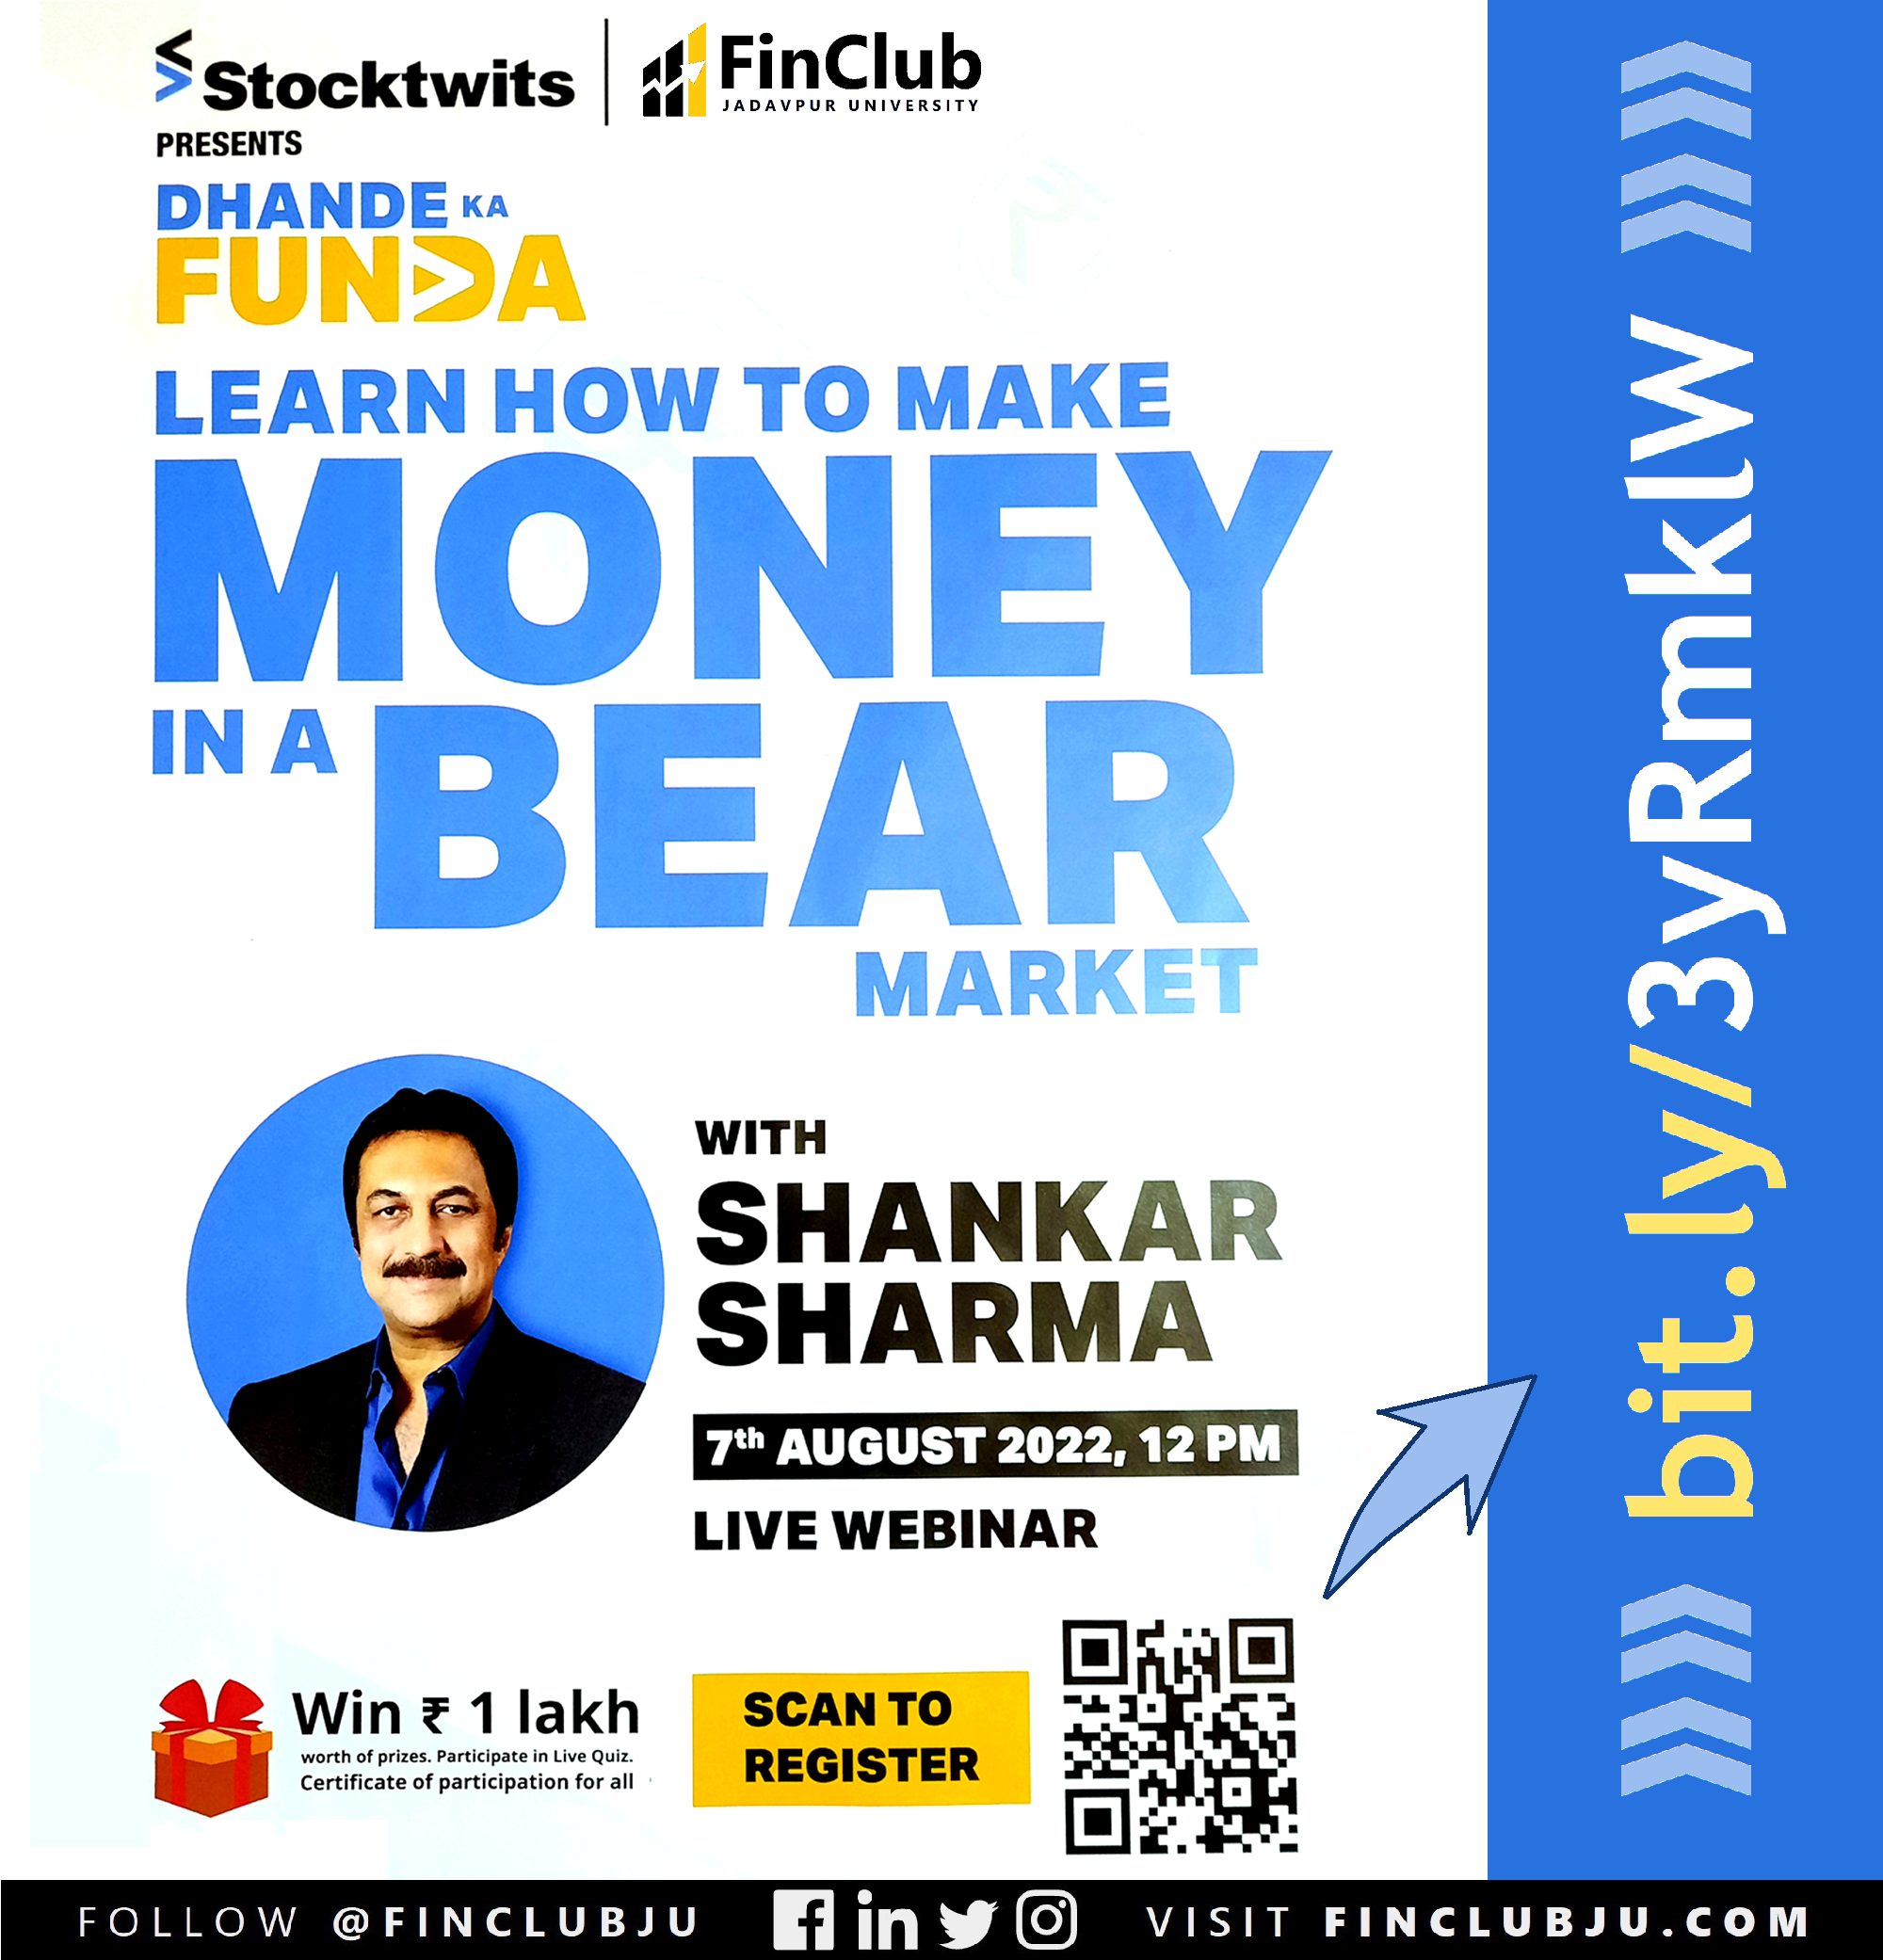 Stocktwits
FinClub
JADAVPUR UNIVERSITY
PRESENTS
DHANDE KA
FUNDA
LEARN HOW TO MAKE
MONEY
IN A BEAR
MARKET
WITH
SHANKAR
SHARMA
7th AUGUST 2022, 12 PM
LIVE WEBINAR
Win ₹ 1 lakh
worth of prizes. Participate in Live Quiz.
Certificate of participation for all
SCAN TO
REGISTER
bit.ly/3yRmklW
FOLLOW @FINCLUBJU
VISIT FINCLUBJU.COM